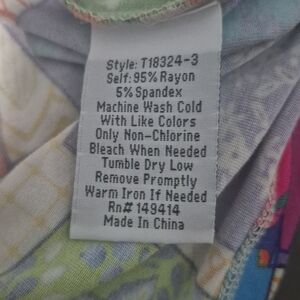 Style: T18324-3
Self: 95% Rayon
5% Spandex
Machine Wash Cold
With Like Colors
Only Non-Chlorine
Bleach When Needed
Tumble Dry Low
Remove Promptly
Warm Iron If Needed
Rn# 149414
Made In China